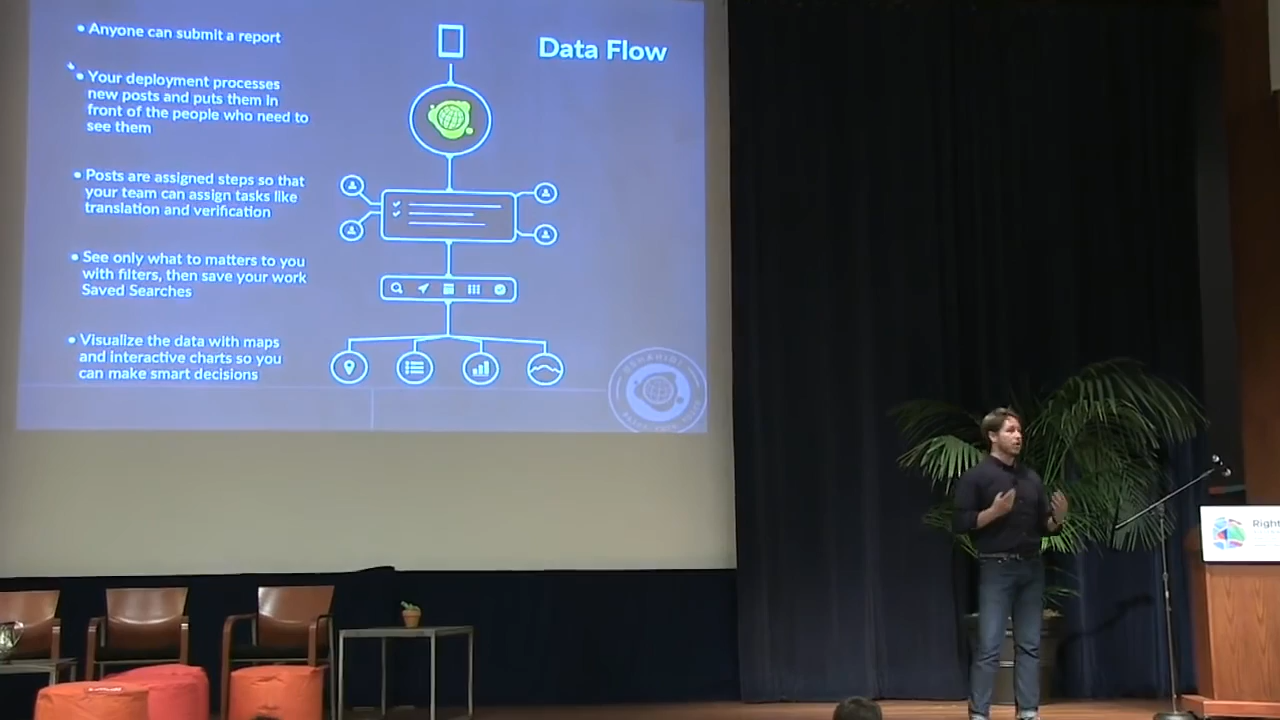 Anyone can submit a report
Data Flow
Your deployment processes
new posts and puts them in
front of the people who need to
see them
Posts are assigned steps so that
your team can assign tasks like
translation and verification
See only what to matters to you
with filters, then save your work
Saved Searches
Visualize the data with maps
and interactive charts so you
can make smart decisions
USHAHIDI
Right